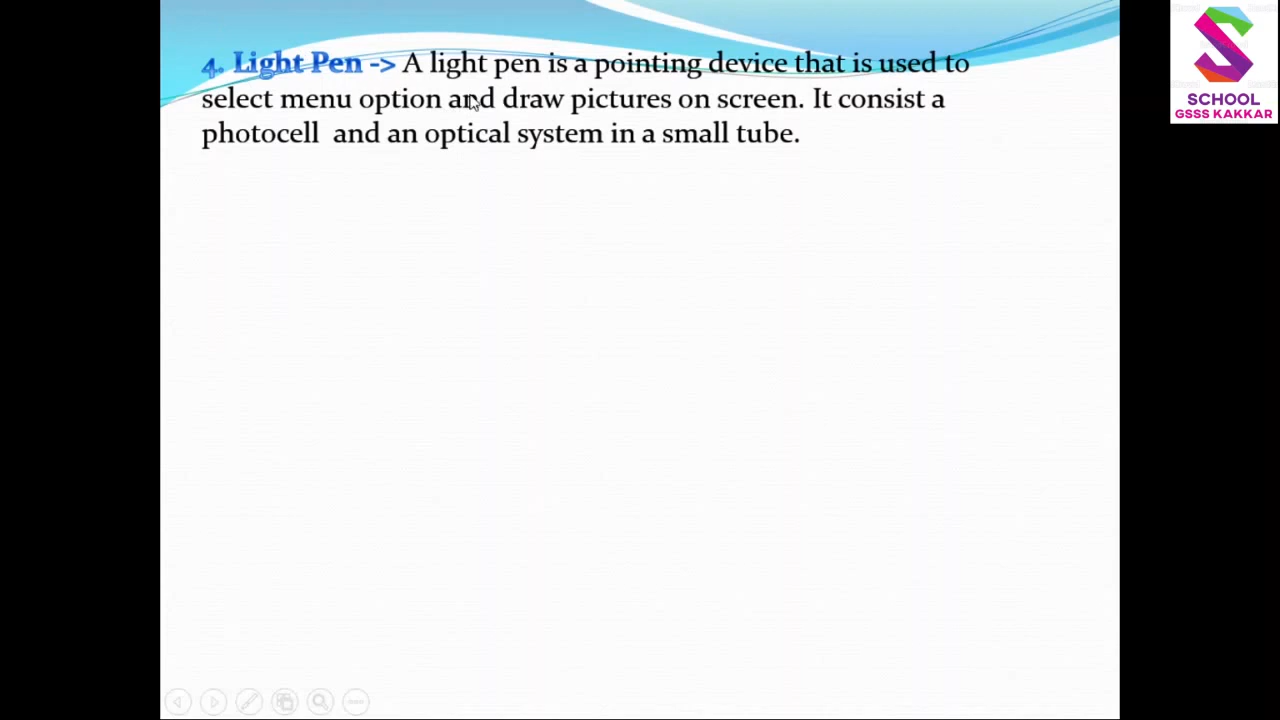 4. Light Pen -> A light pen is a pointing device that is used to
select menu option and draw pictures on screen. It consist a
photocell and an optical system in a small tube.
SCHOOL
GSSS KAKKAR